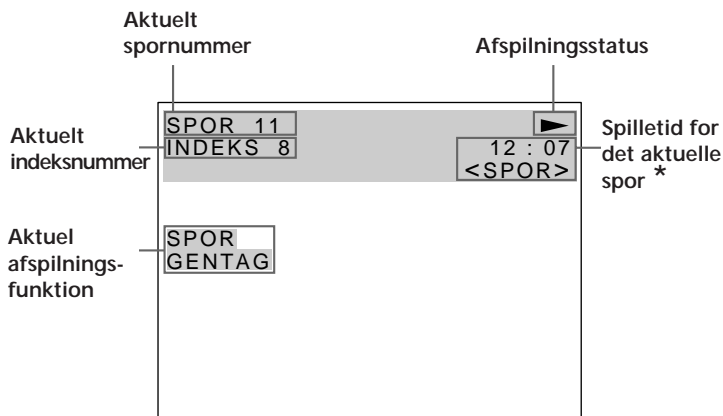 Aktuelt
spornummer
Afspilningsstatus
Aktuelt
indeksnummer
SPOR 11
INDEKS 8
12 : 07
<SPOR>
Spilletid for
det aktuelle
spor *
Aktuel
afspilnings-
funktion
SPOR
GENTAG